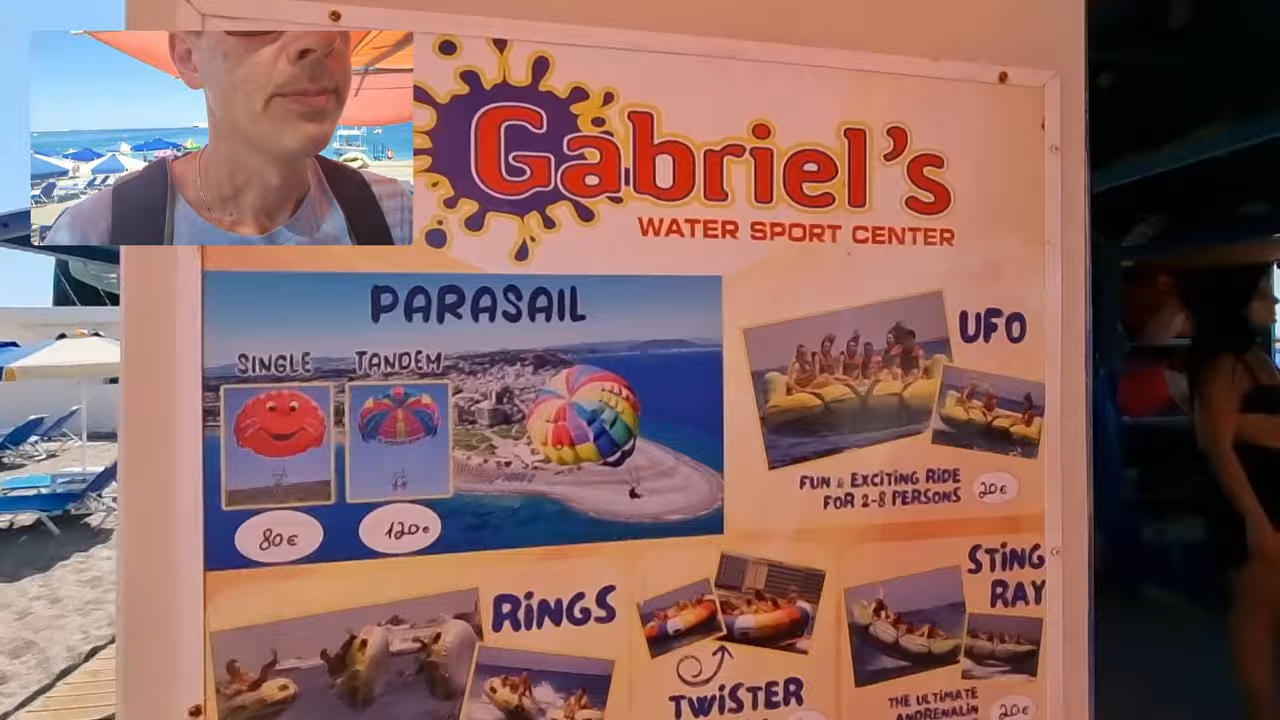 Gabriel's
WATER SPORT CENTER
PARASAIL
SINGLE
TANDEM
80€
120€
UFO
FUN & EXCITING RIDE
FOR 2-8 PERSONS
20€
RINGS
TWISTER
STING
RAY
THE ULTIMATE
ANDRENALIN
20€